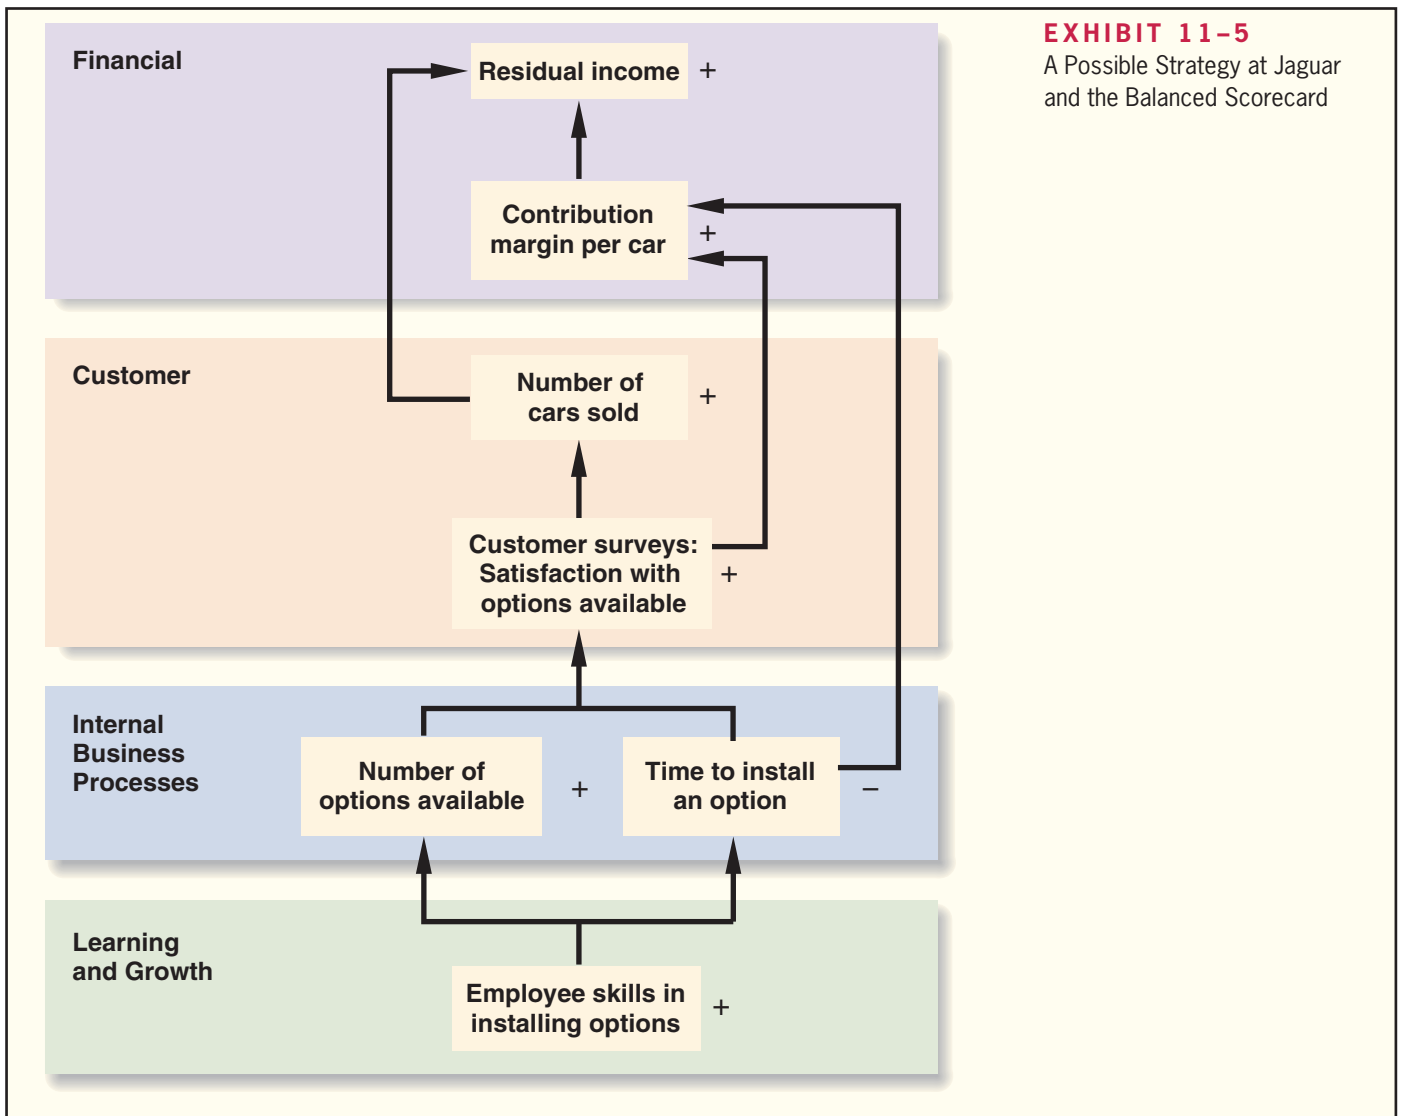 EXHIBIT 11–5
A Possible Strategy at Jaguar
and the Balanced Scorecard
Financial
Residual income +
Contribution
margin per car
+
Customer
Number of
cars sold
+
Customer surveys:
Satisfaction with
options available
+
Internal
Business
Processes
Number of
options available
+
Time to install
an option
–
Learning
and Growth
Employee skills in
installing options
+